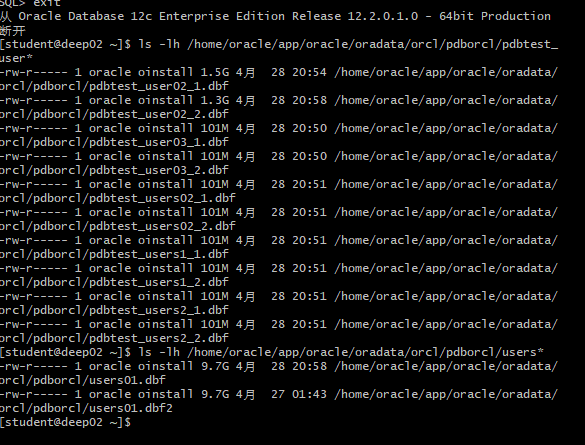 SQL> exit
从 Oracle Database 12c Enterprise Edition Release 12.2.0.1.0 - 64bit Production
断开
[student@deep02 ~]$ ls -lh /home/oracle/app/oracle/oradata/orcl/pdborcl/pdbtest_
user*
-rw-r----- 1 oracle oinstall 1.5G 4月  28 20:54 /home/oracle/app/oracle/oradata/
orcl/pdborcl/pdbtest_user02_1.dbf
-rw-r----- 1 oracle oinstall 1.3G 4月  28 20:58 /home/oracle/app/oracle/oradata/
orcl/pdborcl/pdbtest_user02_2.dbf
-rw-r----- 1 oracle oinstall 101M 4月  28 20:50 /home/oracle/app/oracle/oradata/
orcl/pdborcl/pdbtest_user03_1.dbf
-rw-r----- 1 oracle oinstall 101M 4月  28 20:50 /home/oracle/app/oracle/oradata/
orcl/pdborcl/pdbtest_user03_2.dbf
-rw-r----- 1 oracle oinstall 101M 4月  28 20:51 /home/oracle/app/oracle/oradata/
orcl/pdborcl/pdbtest_users02_1.dbf
-rw-r----- 1 oracle oinstall 101M 4月  28 20:51 /home/oracle/app/oracle/oradata/
orcl/pdborcl/pdbtest_users02_2.dbf
-rw-r----- 1 oracle oinstall 101M 4月  28 20:51 /home/oracle/app/oracle/oradata/
orcl/pdborcl/pdbtest_users1_1.dbf
-rw-r----- 1 oracle oinstall 101M 4月  28 20:51 /home/oracle/app/oracle/oradata/
orcl/pdborcl/pdbtest_users1_2.dbf
-rw-r----- 1 oracle oinstall 101M 4月  28 20:51 /home/oracle/app/oracle/oradata/
orcl/pdborcl/pdbtest_users2_1.dbf
-rw-r----- 1 oracle oinstall 101M 4月  28 20:51 /home/oracle/app/oracle/oradata/
orcl/pdborcl/pdbtest_users2_2.dbf
[student@deep02 ~]$ ls -lh /home/oracle/app/oracle/oradata/orcl/pdborcl/users*
-rw-r----- 1 oracle oinstall 9.7G 4月  28 20:58 /home/oracle/app/oracle/oradata/
orcl/pdborcl/users01.dbf
-rw-r----- 1 oracle oinstall 9.7G 4月  27 01:43 /home/oracle/app/oracle/oradata/
orcl/pdborcl/users01.dbf2
[student@deep02 ~]$